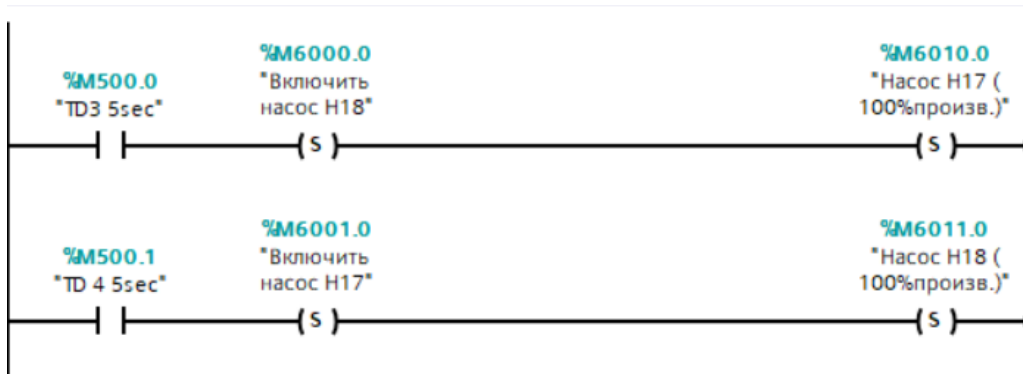 %M6000.0
%M6010.0
%M500.0
"Включить
"Насос Н17 (
"TD3 5sec"
насос Н18"
100%произв.)"
S
S
%M6001.0
%M6011.0
%M500.1
"Включить
"Насос Н18 (
"TD 4 5sec"
насос Н17"
100%произв.)"
S
S